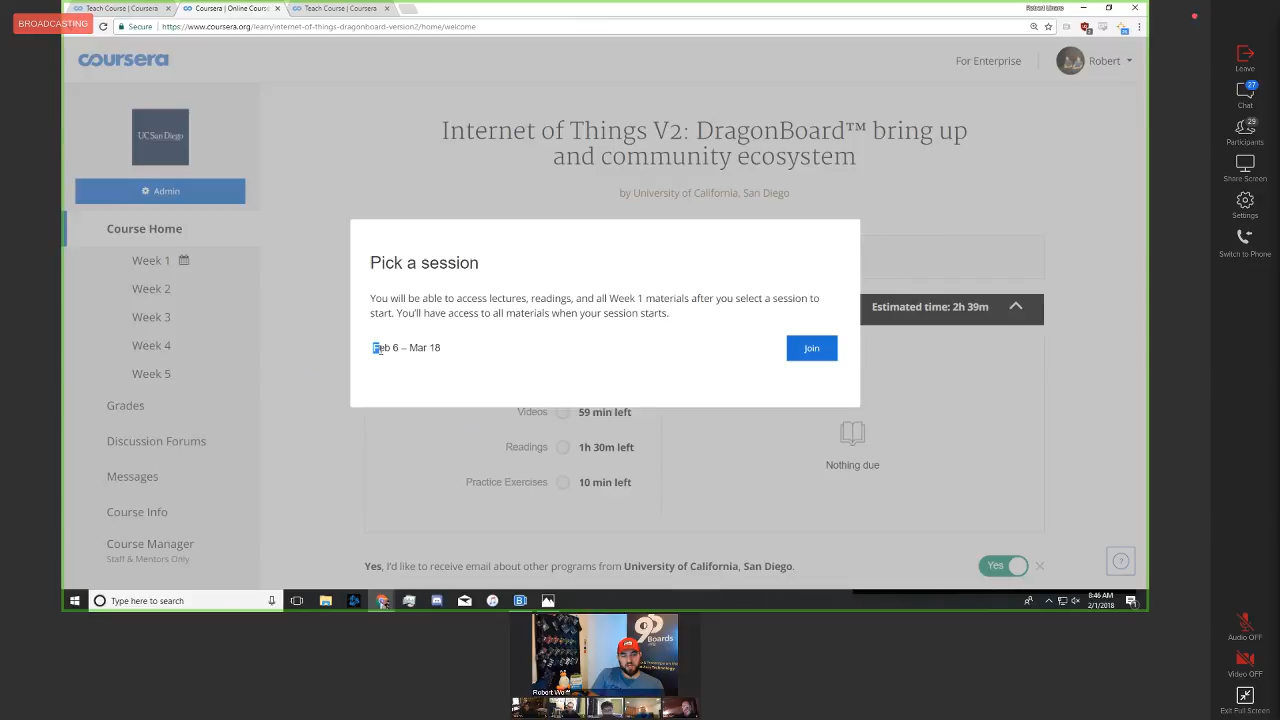 BROADCASTING
Teach Course | Coursera
Coursera | Online Cours
Teach Course | Coursera
Secure
https://www.coursera.org/learn/internet-of-things-dragonboard-version2/home/welcome
coursera
For Enterprise
Robert
UC San Diego
Admin
Course Home
Week 1
Week 2
Week 3
Week 4
Week 5
Grades
Discussion Forums
Messages
Course Info
Course Manager
Staff & Mentors Only
Internet of Things V2: DragonBoard™ bring up
and community ecosystem
by University of California, San Diego
Pick a session
You will be able to access lectures, readings, and all Week 1 materials after you select a session to
start. You'll have access to all materials when your session starts.
Feb 6 – Mar 18
Join
Estimated time: 2h 39m
Videos 59 min left
Readings 1h 30m left
Practice Exercises 10 min left
Nothing due
Yes, I'd like to receive email about other programs from University of California, San Diego.
Yes
Type here to search
8:46 AM
2/1/2018
Leave
27
Chat
29
Participants
Share Screen
Settings
Switch to Phone
Audio OFF
Video OFF
Exit Full Screen
96
Boards
Robert Wolff